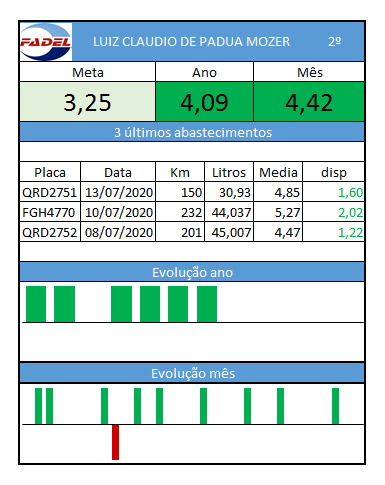 FADEL LUIZ CLAUDIO DE PADUA MOZER 2º
Meta Ano Mês
3,25 4,09 4,42
3 últimos abastecimentos
Placa Data Km Litros Media disp
QRD2751 13/07/2020 150 30,93 4,85 1,60
FGH4770 10/07/2020 232 44,037 5,27 2,02
QRD2752 08/07/2020 201 45,007 4,47 1,22
Evolução ano
Evolução mês